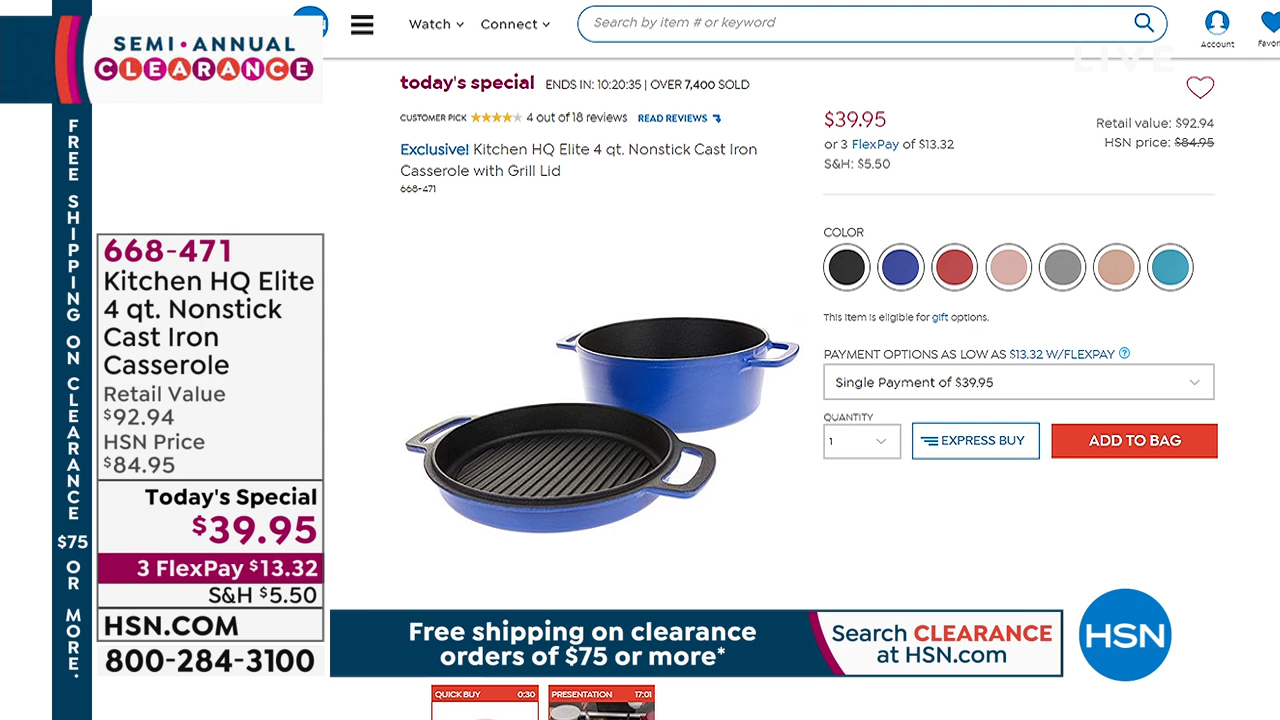 SEMI•ANNUAL
CLEARANCE
FREE SHIPPING ON CLEARANCE $75 OR MORE.
668-471
Kitchen HQ Elite
4 qt. Nonstick
Cast Iron
Casserole
Retail Value
$92.94
HSN Price
$84.95
Today's Special
$39.95
3 FlexPay $13.32
S&H $5.50
HSN.COM
800-284-3100
Watch
Connect
Search by item # or keyword
Account
Favor
LIVE
today's special ENDS IN: 10:20:35 | OVER 7,400 SOLD
CUSTOMER PICK 4 out of 18 reviews READ REVIEWS
Exclusive! Kitchen HQ Elite 4 qt. Nonstick Cast Iron
Casserole with Grill Lid
668-471
$39.95
or 3 FlexPay of $13.32
S&H: $5.50
Retail value: $92.94
HSN price: $84.95
COLOR
This item is eligible for gift options.
PAYMENT OPTIONS AS LOW AS $13.32 W/FLEXPAY ?
Single Payment of $39.95
QUANTITY
1
EXPRESS BUY
ADD TO BAG
Free shipping on clearance
orders of $75 or more*
Search CLEARANCE
at HSN.com
HSN
QUICK BUY 0:30
PRESENTATION 17:01